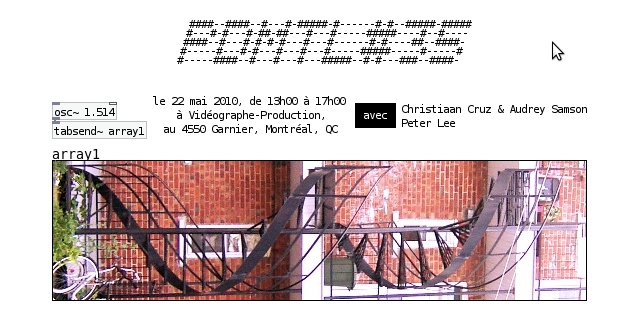 osc~ 1.514
tabsend~ array1
le 22 mai 2010, de 13h00 à 17h00
à Vidéographe-Production,
au 4550 Garnier, Montréal, QC
avec
Christiaan Cruz & Audrey Samson
Peter Lee
array1